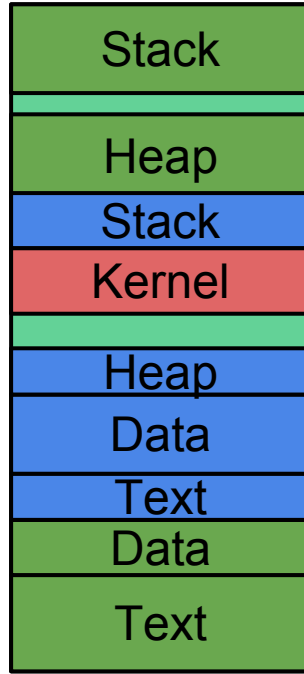 Stack
Heap
Stack
Kernel
Heap
Data
Text
Data
Text